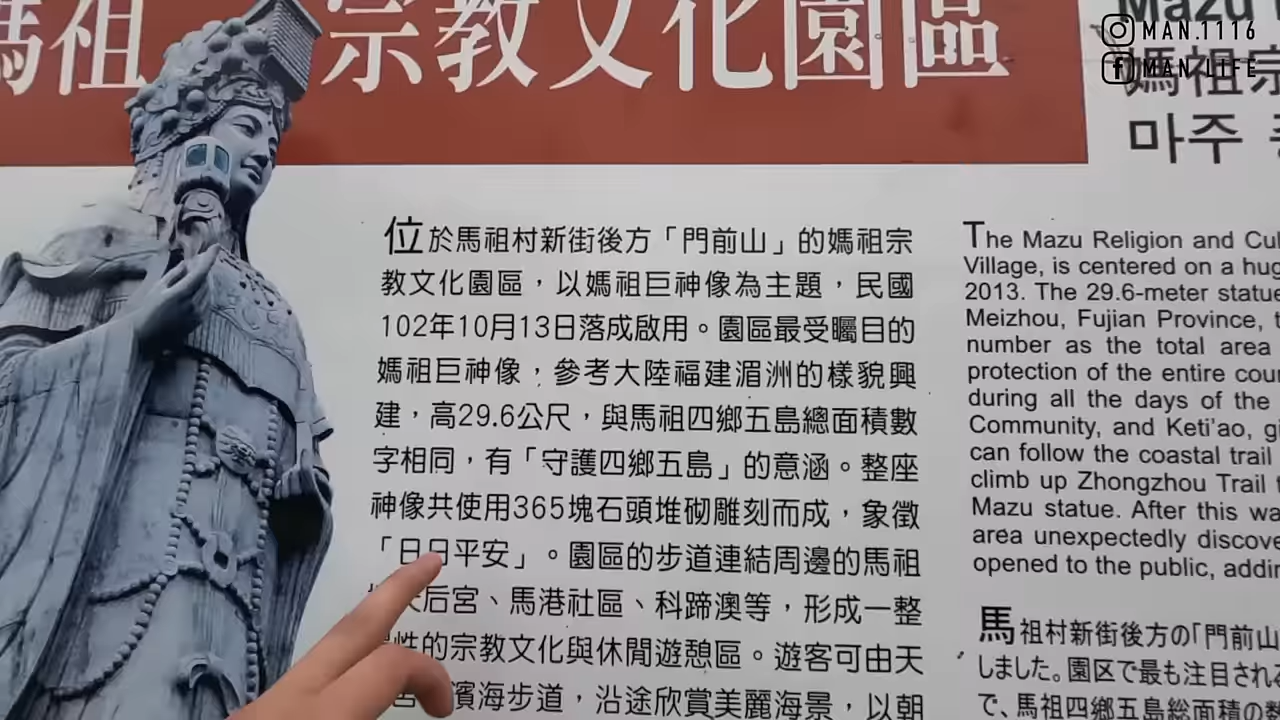 媽祖宗教文化園區
MAN.1116
MAN LIFE
Mazu
媽祖宗
마주
位於馬祖村新街後方「門前山」的媽祖宗
教文化園區，以媽祖巨神像為主題，民國
102年10月13日落成啟用。園區最受矚目的
媽祖巨神像，參考大陸福建湄洲的樣貌興
建，高29.6公尺，與馬祖四鄉五島總面積數
字相同，有「守護四鄉五島」的意涵。整座
神像共使用365塊石頭堆砌雕刻而成，象徵
「日日平安」。園區的步道連結周邊的馬祖
天后宮、馬港社區、科蹄澳等，形成一整
性的宗教文化與休閒遊憩區。遊客可由天
濱海步道，沿途欣賞美麗海景，以朝
The Mazu Religion and Cul
Village, is centered on a hug
2013. The 29.6-meter statue
Meizhou, Fujian Province, t
number as the total area
protection of the entire cou
during all the days of the
Community, and Keti'ao, gi
can follow the coastal trail
climb up Zhongzhou Trail t
Mazu statue. After this wa
area unexpectedly discove
opened to the public, addin
馬祖村新街後方の「門前山
しました。園区で最も注目される
で、馬祖四鄉五島総面積の数